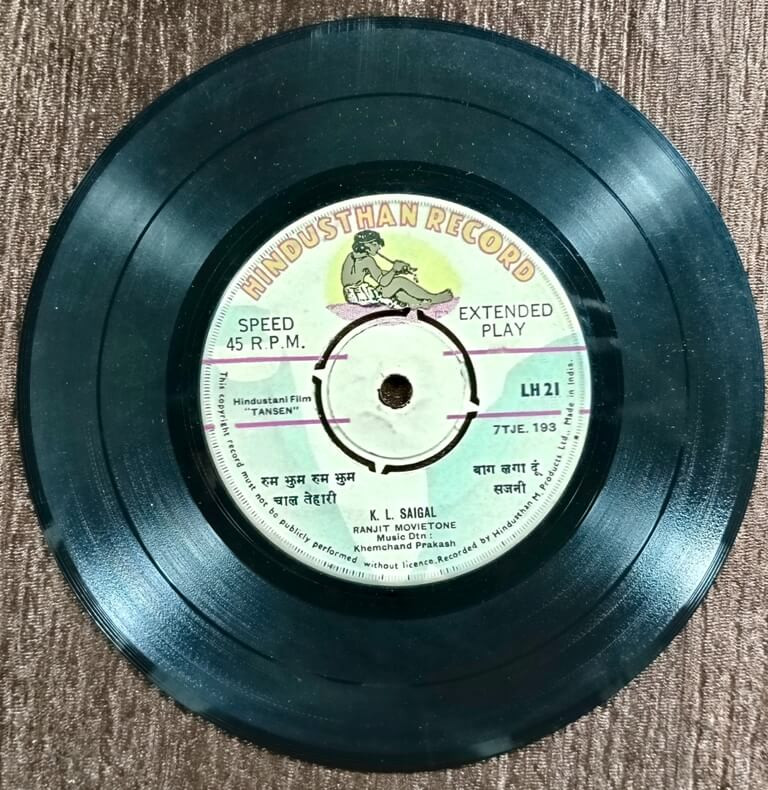 HINDUSTHAN RECORD
SPEED
45 R.P.M.
EXTENDED
PLAY
Hindustani Film
"TANSEN"
LH 21
7TJE. 193
रुम झुम रुम झुम
चाल तेहारी
बाग लगा दूं
सजनी
K. L. SAIGAL
RANJIT MOVIETONE
Music Dtn :
Khemchand Prakash
This copyright record must not be publicly performed without licence. Recorded by Hindusthan M. Products Ltd., Made in India.